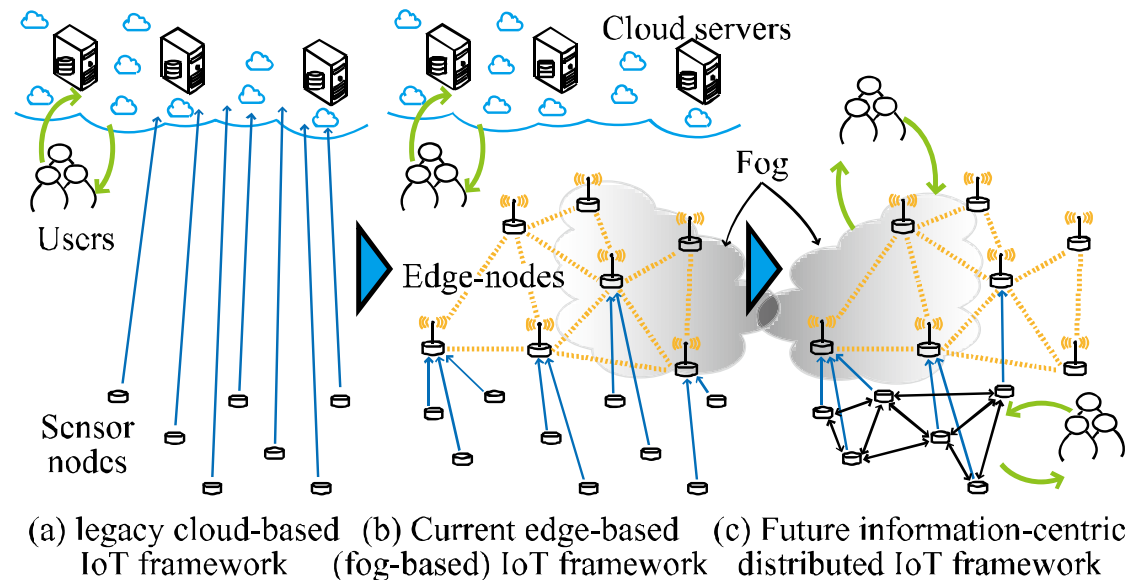 Cloud servers
Fog
Users
Edge-nodes
Sensor
nodes
(a) legacy cloud-based
IoT framework
(b) Current edge-based
(fog-based) IoT framework
(c) Future information-centric
distributed IoT framework